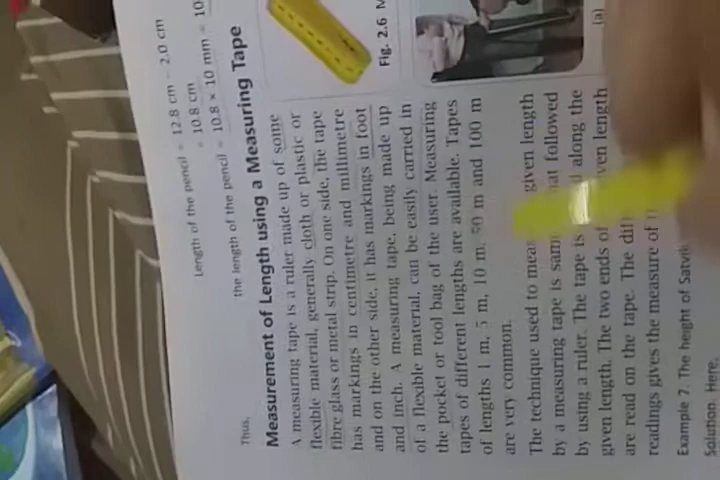 Length of the pencil = 12.8 cm - 2.0 cm
= 10.8 cm
Thus, the length of the pencil = 10.8 × 10 mm = 10
Measurement of Length using a Measuring Tape
A measuring tape is a ruler made up of some
flexible material, generally cloth or plastic or
fibre glass or metal strip. On one side, the tape
has markings in centimetre and millimetre
and on the other side, it has markings in foot
and inch. A measuring tape, being made up
of a flexible material, can be easily carried in
the pocket or tool bag of the user. Measuring
tapes of different lengths are available. Tapes
of lengths 1 m, 5 m, 10 m, 50 m and 100 m
are very common.
Fig. 2.6
(a)
The technique used to given length
by a measuring tape is followed
by using a ruler. The tape is along the
given length. The two ends length
are read on the tape. The
readings gives the measure of
Example 7. The height of
Solution Here,